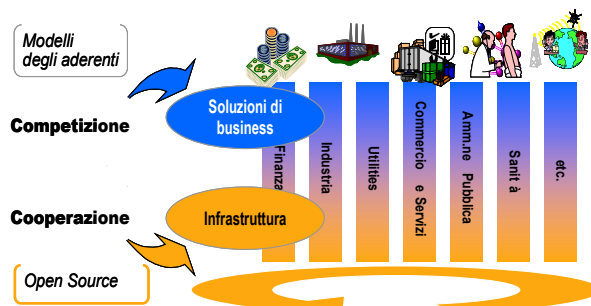 Modelli
degli aderenti
Competizione
Soluzioni di
business
Cooperazione
Infrastruttura
Open Source
Finanza
Industria
Utilities
Commercio e Servizi
Amm.ne Pubblica
Sanit à
etc.